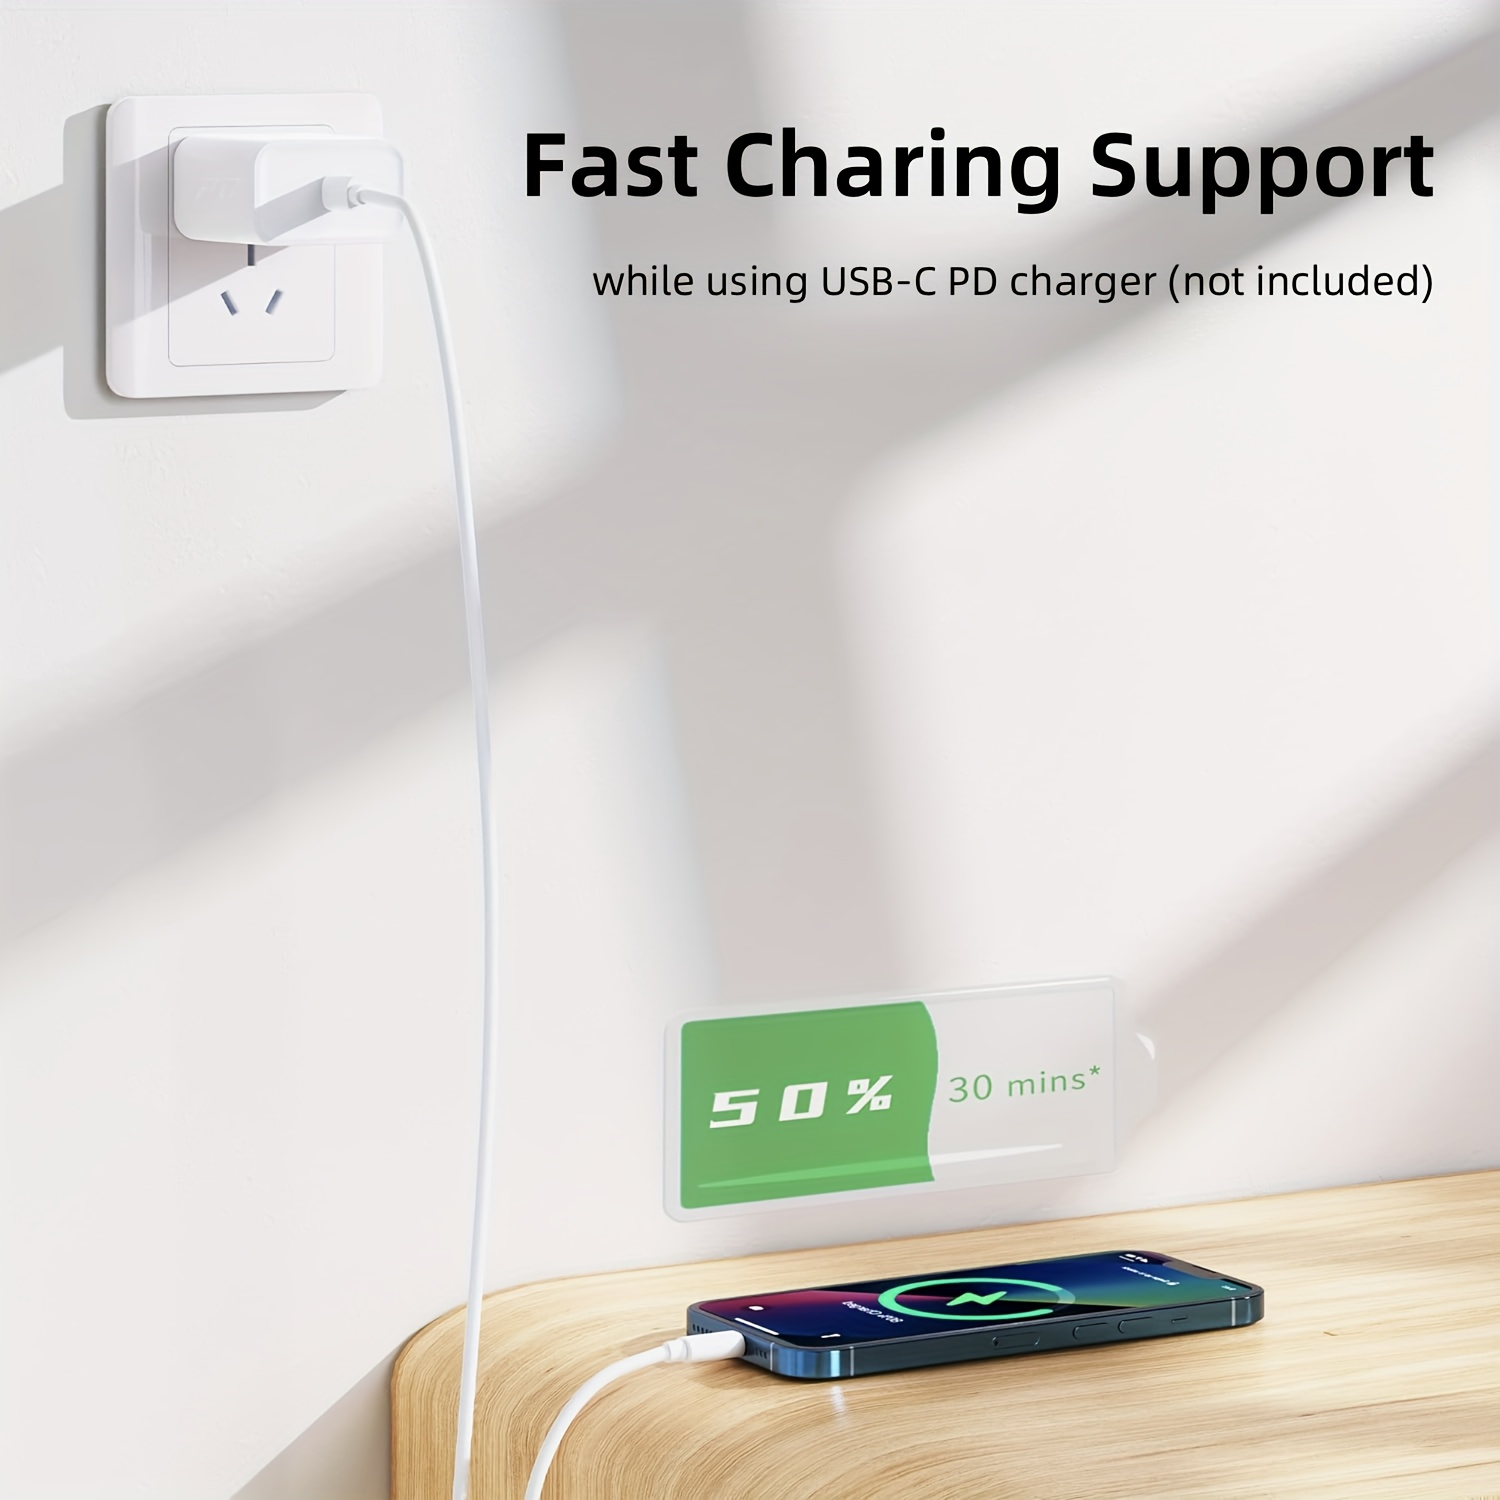 Fast Charing Support
while using USB-C PD charger (not included)
50%
30 mins*